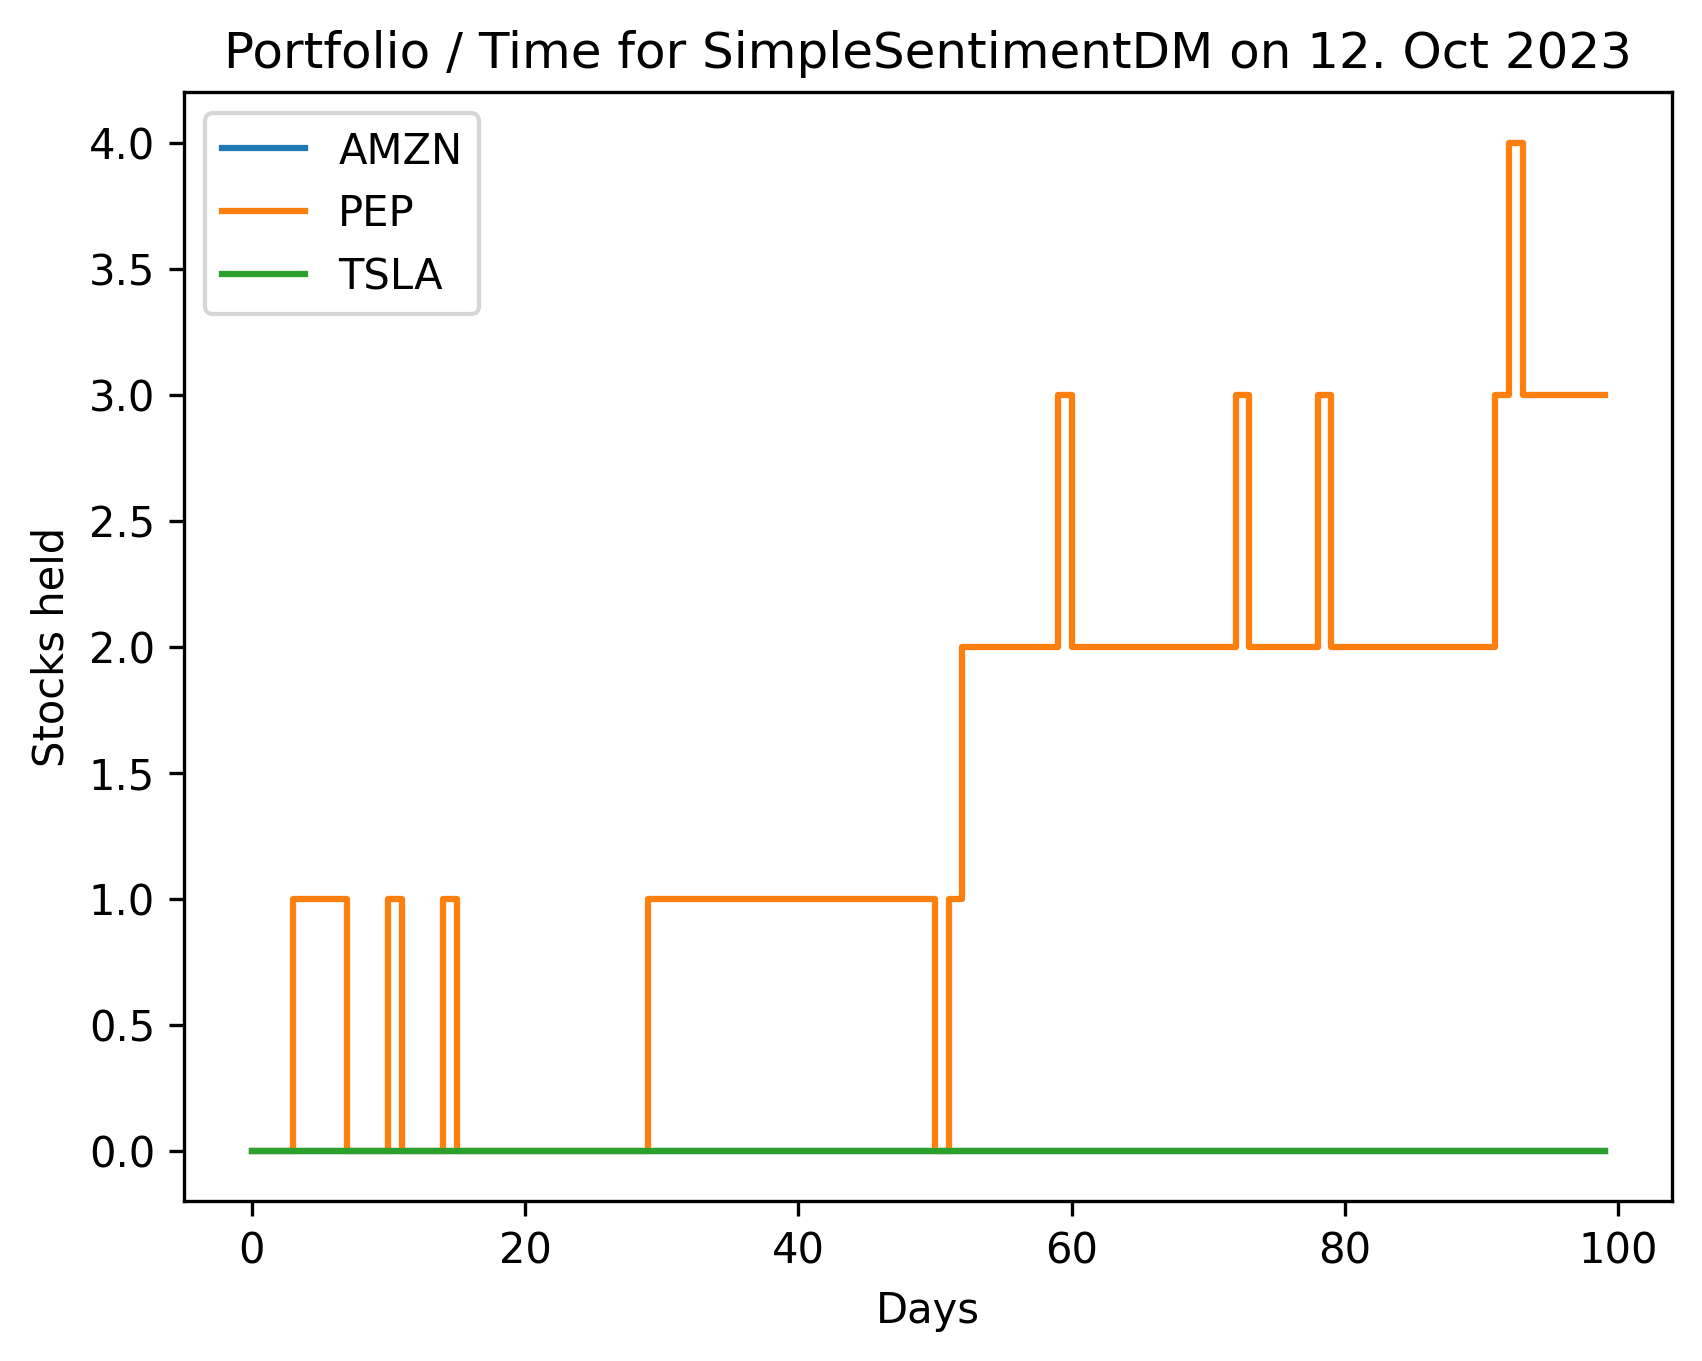 Portfolio / Time for SimpleSentimentDM on 12. Oct 2023
AMZN
PEP
TSLA
Stocks held
4.0
3.5
3.0
2.5
2.0
1.5
1.0
0.5
0.0
0 20 40 60 80 100
Days